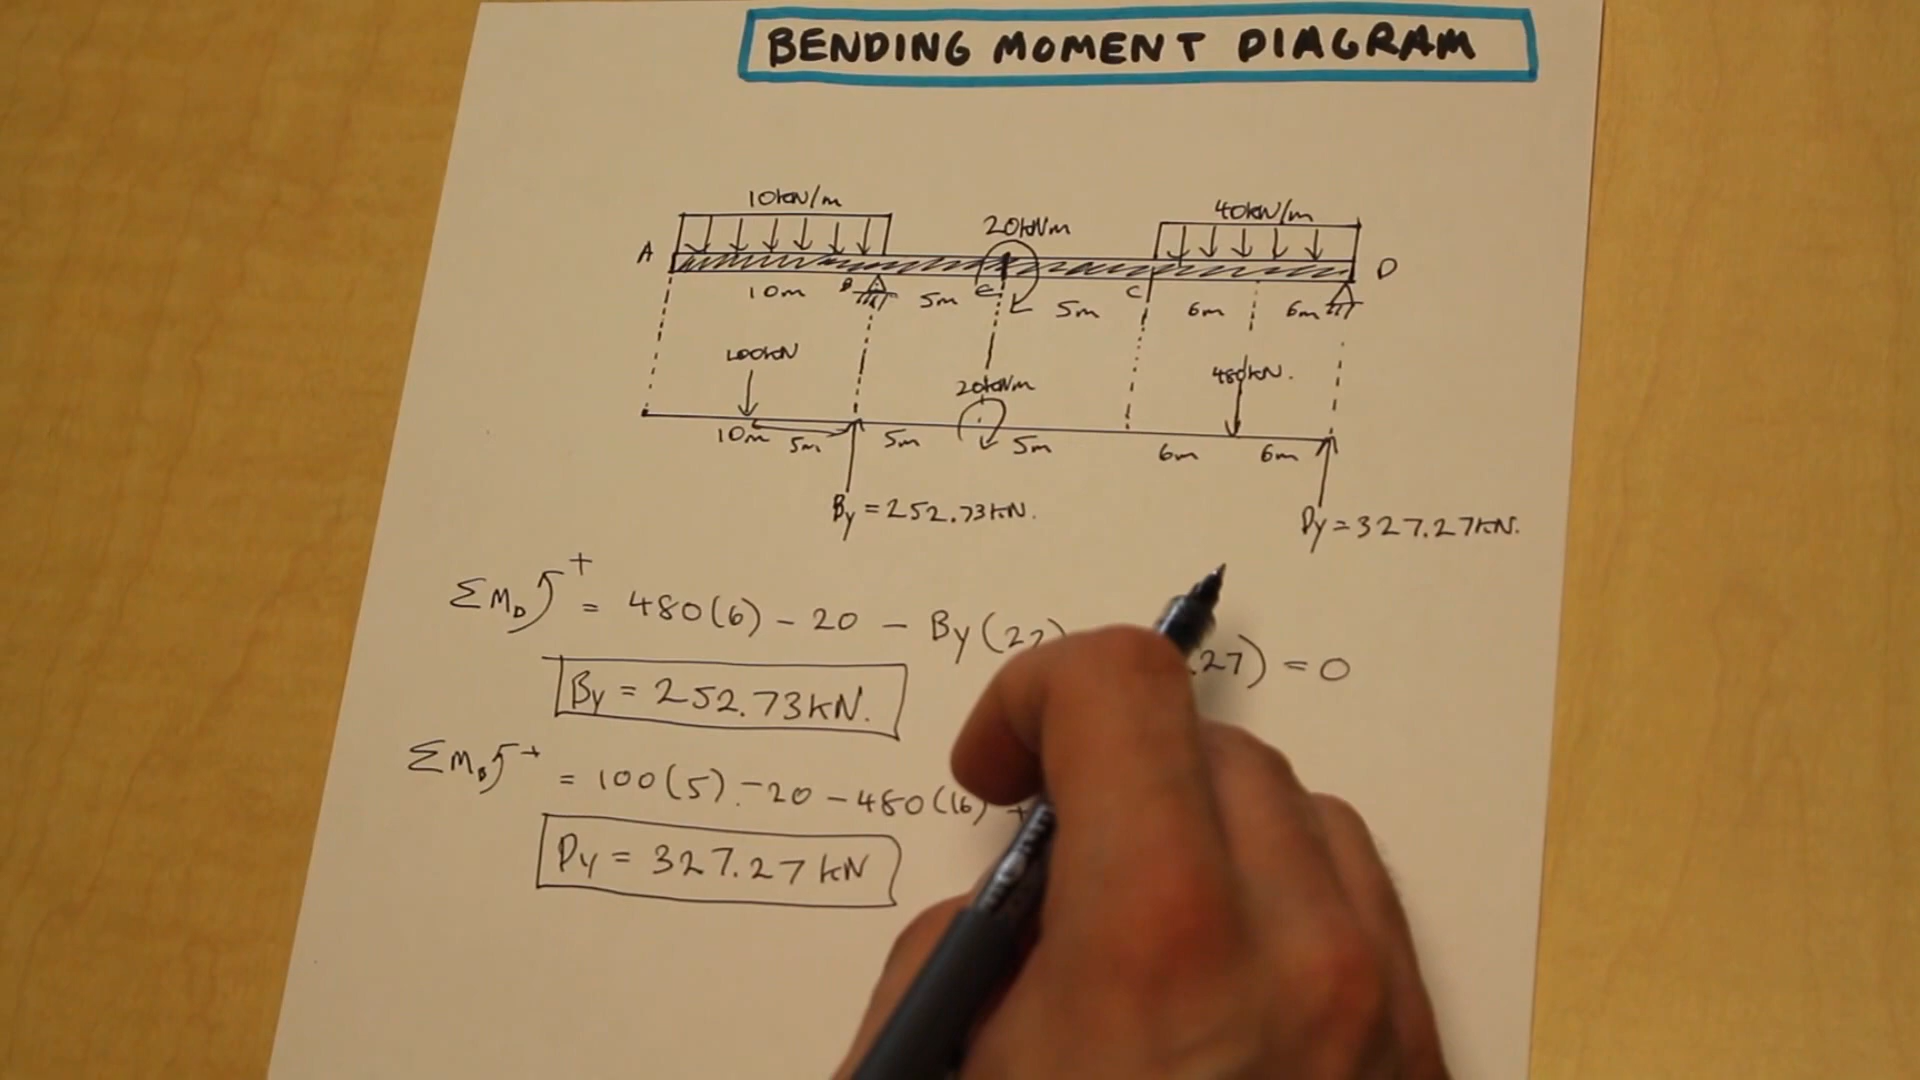 BENDING MOMENT DIAGRAM
10kN/m
20kNm
40kN/m
A
D
10m
B
5m
C
5m
C
6m
6m
100kN
20kNm
480kN.
10m
5m
5m
5m
6m
6m
By = 252.73kN.
Dy = 327.27kN.
ΣMD + = 480(6) - 20 - By(22) (27) = 0
By = 252.73kN.
ΣMB + = 100(5) - 20 - 480(16) +
Dy = 327.27kN